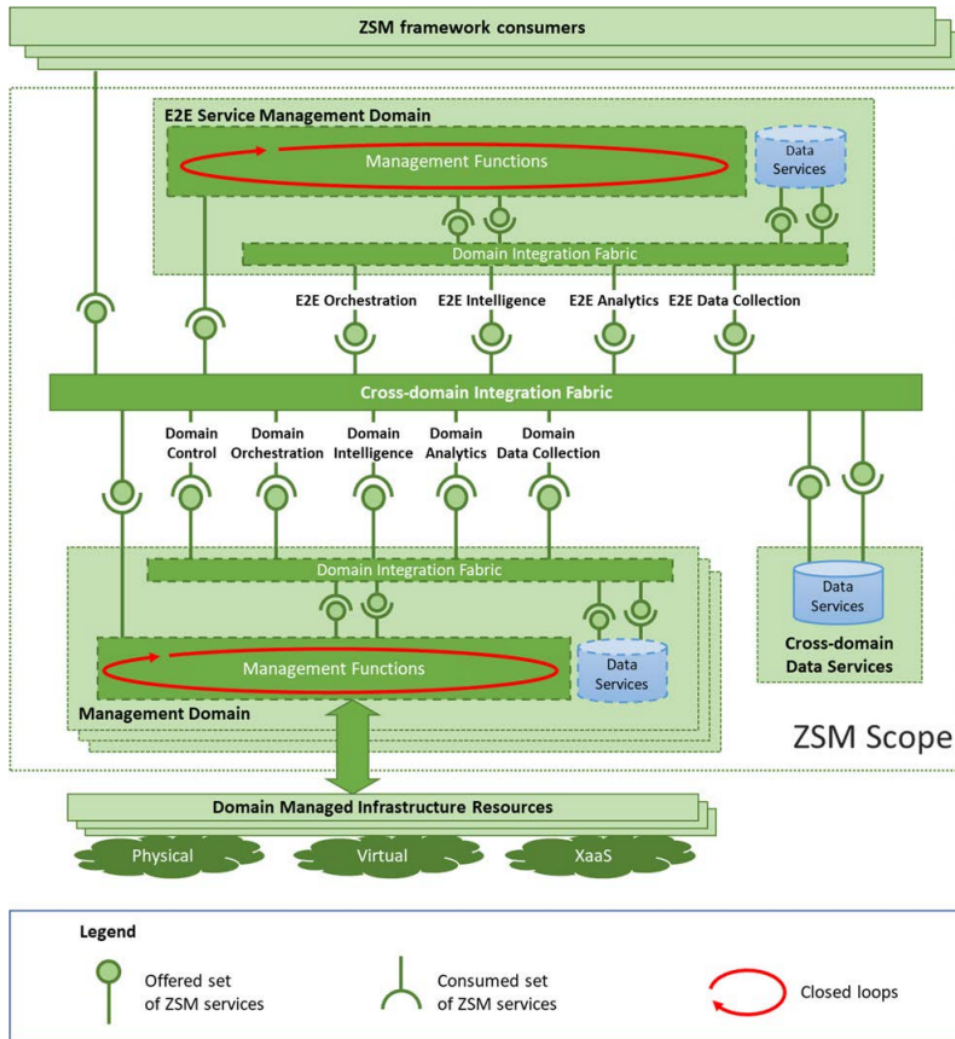 ZSM framework consumers
E2E Service Management Domain
Management Functions
Data
Services
Domain Integration Fabric
E2E Orchestration
E2E Intelligence
E2E Analytics
E2E Data Collection
Cross-domain Integration Fabric
Domain
Control
Domain
Orchestration
Domain
Intelligence
Domain
Analytics
Domain
Data Collection
Domain Integration Fabric
Management Functions
Data
Services
Management Domain
Data
Services
Cross-domain
Data Services
ZSM Scope
Domain Managed Infrastructure Resources
Physical
Virtual
XaaS
Legend
Offered set
of ZSM services
Consumed set
of ZSM services
Closed loops